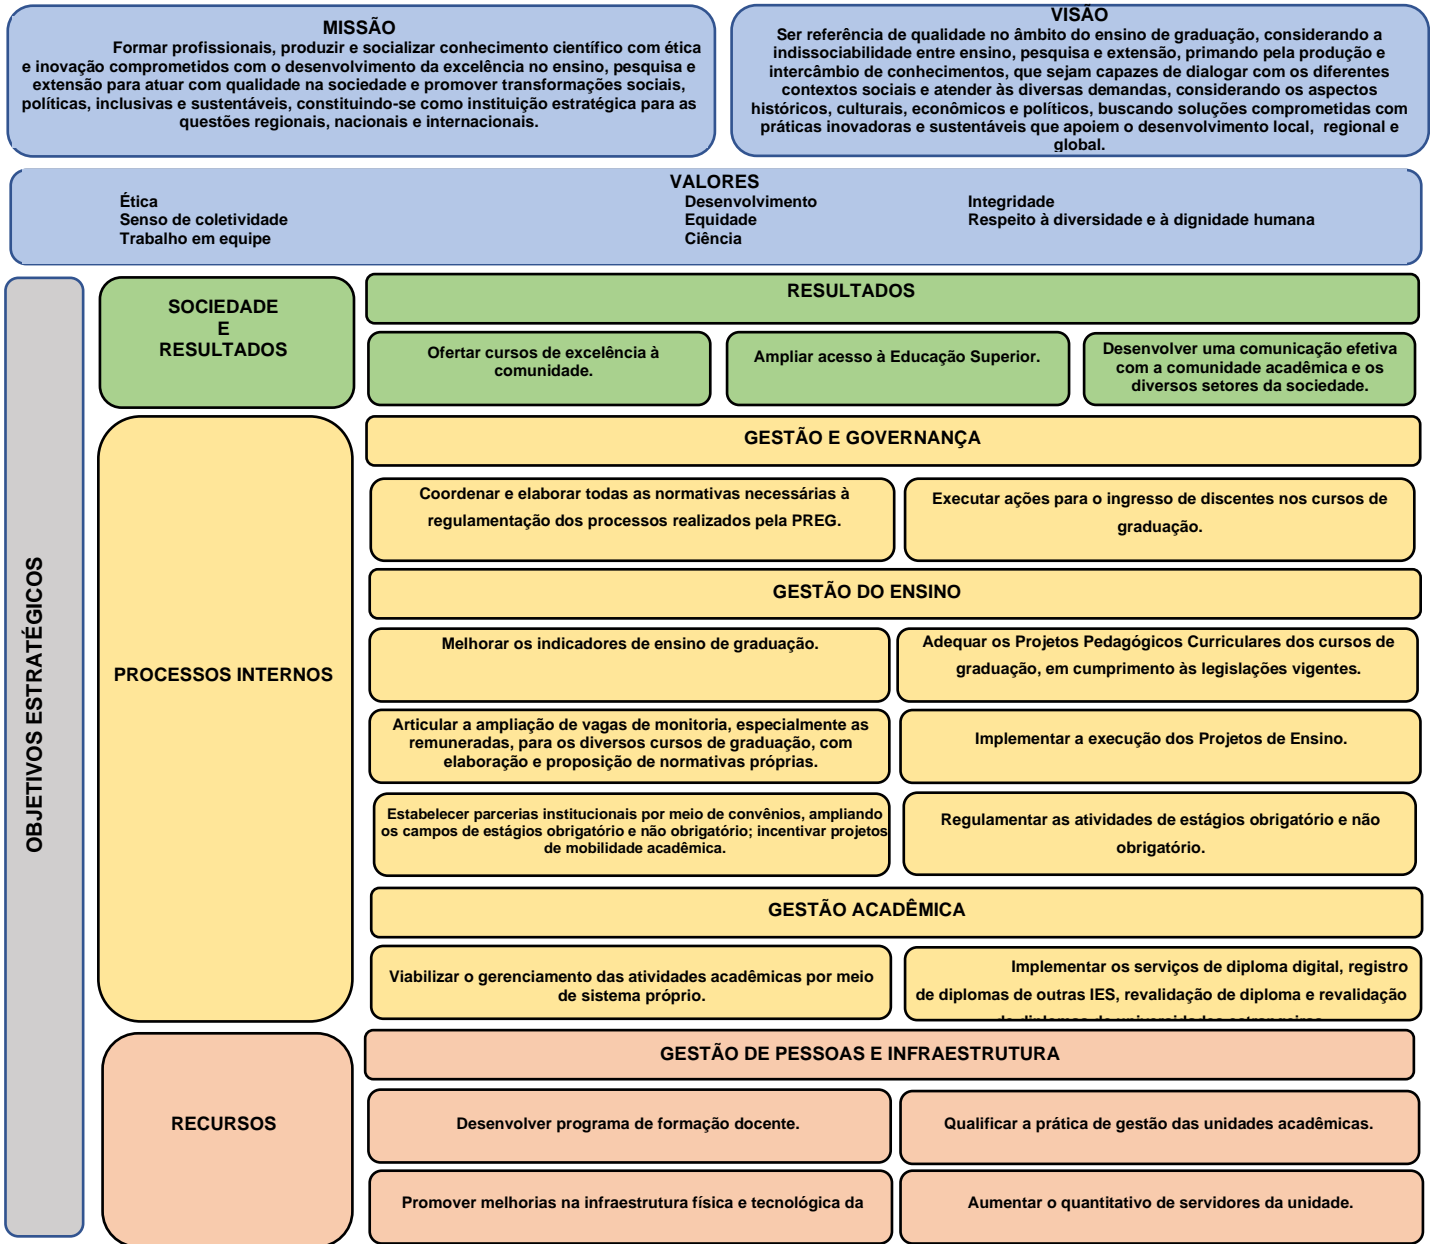 MISSÃO
Formar profissionais, produzir e socializar conhecimento científico com ética
e inovação comprometidos com o desenvolvimento da excelência no ensino, pesquisa e
extensão para atuar com qualidade na sociedade e promover transformações sociais,
políticas, inclusivas e sustentáveis, constituindo-se como instituição estratégica para as
questões regionais, nacionais e internacionais.
VISÃO
Ser referência de qualidade no âmbito do ensino de graduação, considerando a
indissociabilidade entre ensino, pesquisa e extensão, primando pela produção e
intercâmbio de conhecimentos, que sejam capazes de dialogar com os diferentes
contextos sociais e atender às diversas demandas, considerando os aspectos
históricos, culturais, econômicos e políticos, buscando soluções comprometidas com
práticas inovadoras e sustentáveis que apoiem o desenvolvimento local, regional e
global.
VALORES
Ética
Senso de coletividade
Trabalho em equipe
Desenvolvimento
Equidade
Ciência
Integridade
Respeito à diversidade e à dignidade humana
OBJETIVOS ESTRATÉGICOS
SOCIEDADE
E
RESULTADOS
RESULTADOS
Ofertar cursos de excelência à
comunidade.
Ampliar acesso à Educação Superior.
Desenvolver uma comunicação efetiva
com a comunidade acadêmica e os
diversos setores da sociedade.
PROCESSOS INTERNOS
GESTÃO E GOVERNANÇA
Coordenar e elaborar todas as normativas necessárias à
regulamentação dos processos realizados pela PREG.
Executar ações para o ingresso de discentes nos cursos de
graduação.
GESTÃO DO ENSINO
Melhorar os indicadores de ensino de graduação.
Adequar os Projetos Pedagógicos Curriculares dos cursos de
graduação, em cumprimento às legislações vigentes.
Articular a ampliação de vagas de monitoria, especialmente as
remuneradas, para os diversos cursos de graduação, com
elaboração e proposição de normativas próprias.
Implementar a execução dos Projetos de Ensino.
Estabelecer parcerias institucionais por meio de convênios, ampliando
os campos de estágios obrigatório e não obrigatório; incentivar projetos
de mobilidade acadêmica.
Regulamentar as atividades de estágios obrigatório e não
obrigatório.
GESTÃO ACADÊMICA
Viabilizar o gerenciamento das atividades acadêmicas por meio
de sistema próprio.
Implementar os serviços de diploma digital, registro
de diplomas de outras IES, revalidação de diploma e revalidação
RECURSOS
GESTÃO DE PESSOAS E INFRAESTRUTURA
Desenvolver programa de formação docente.
Qualificar a prática de gestão das unidades acadêmicas.
Promover melhorias na infraestrutura física e tecnológica da
Aumentar o quantitativo de servidores da unidade.